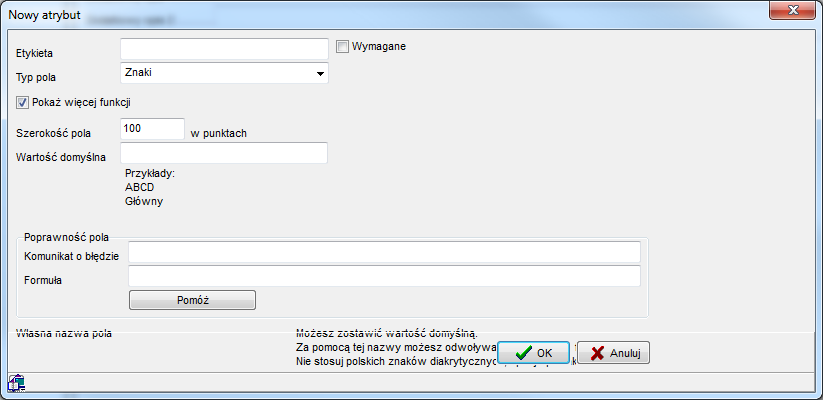 Nowy atrybut
Etykieta
Wymagane
Typ pola Znaki
Pokaż więcej funkcji
Szerokość pola 100 w punktach
Wartość domyślna
Przykłady:
ABCD
Główny
Poprawność pola
Komunikat o błędzie
Formuła
Pomóż
Własna nazwa pola Możesz zostawić wartość domyślną.
Za pomocą tej nazwy możesz odwoływa
Nie stosuj polskich znaków diakrytycznyc
OK Anuluj